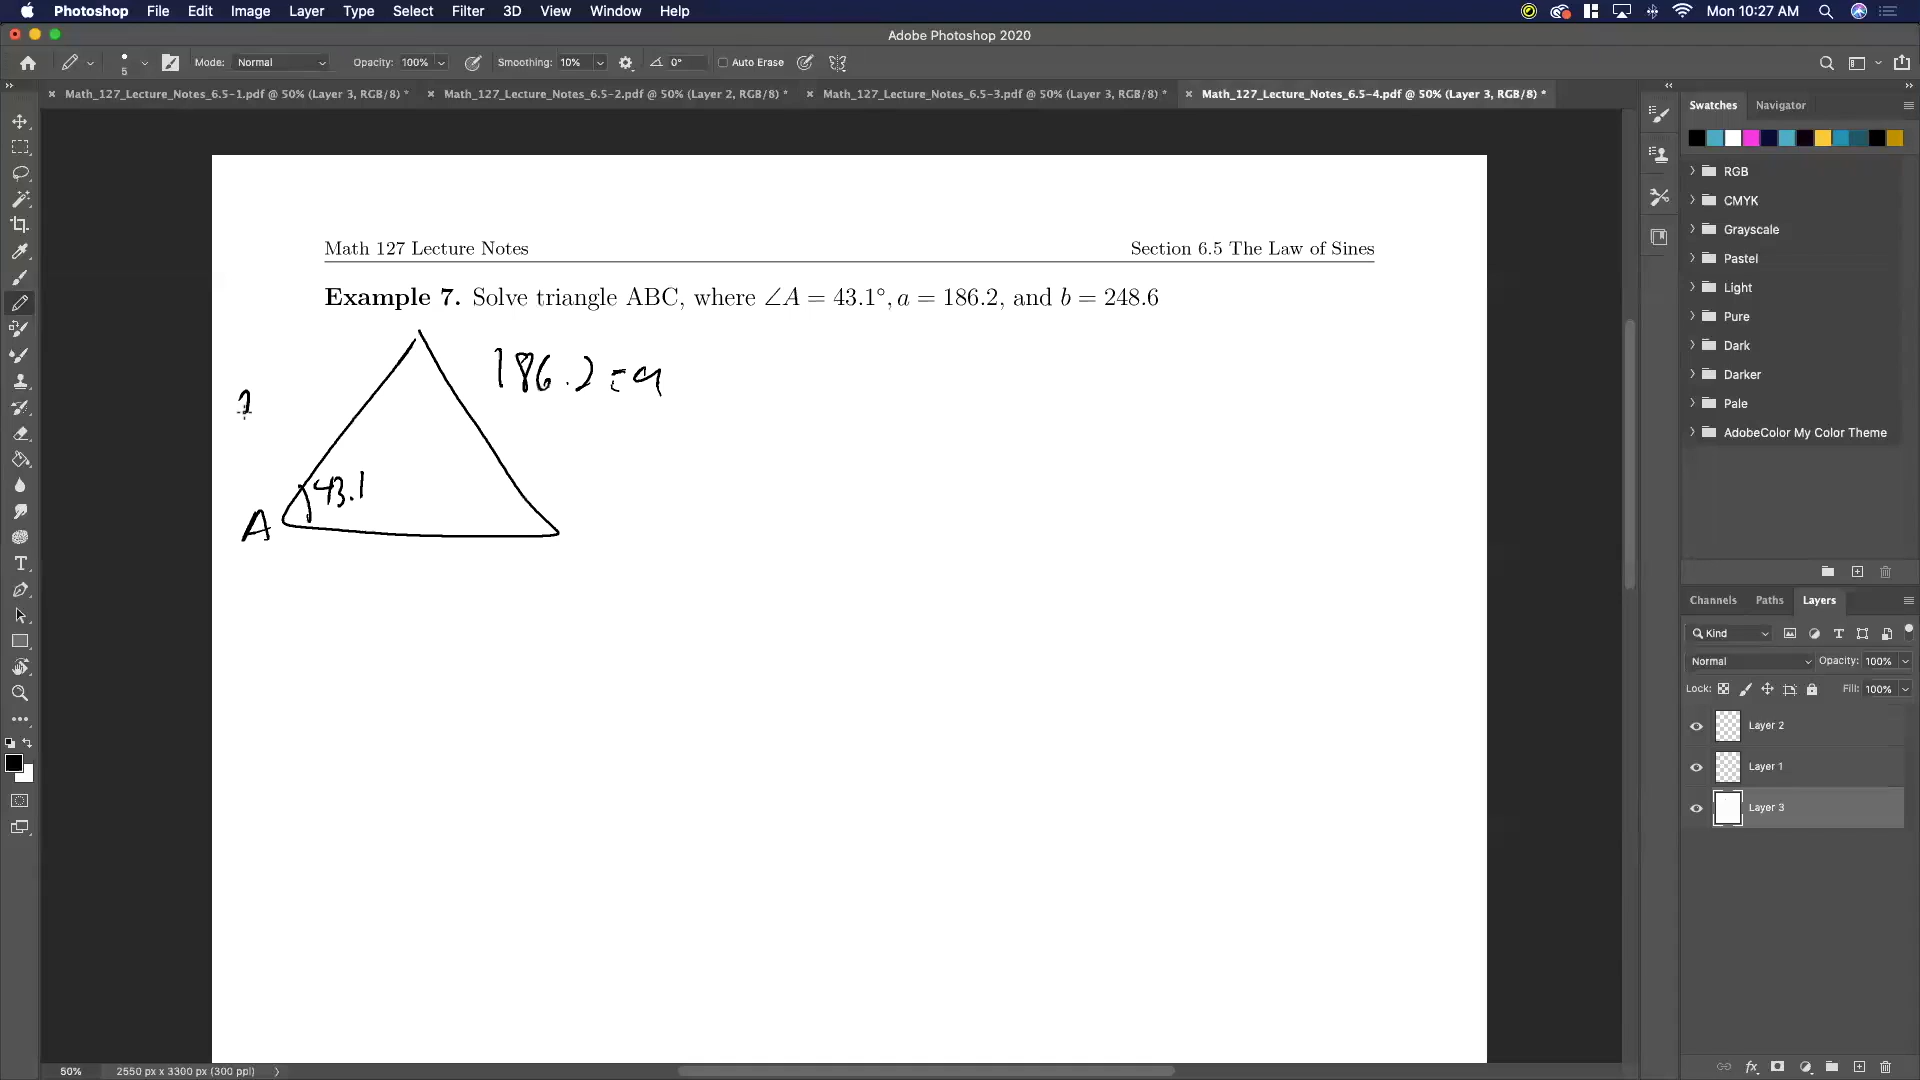 Photoshop File Edit Image Layer Type Select Filter 3D View Window Help Mon 10:27 AM
Adobe Photoshop 2020
5 Mode: Normal Opacity: 100% Smoothing: 10% 0° Auto Erase
Math_127_Lecture_Notes_6.5-1.pdf @ 50% (Layer 3, RGB/8) * Math_127_Lecture_Notes_6.5-2.pdf @ 50% (Layer 2, RGB/8) * Math_127_Lecture_Notes_6.5-3.pdf @ 50% (Layer 3, RGB/8) * Math_127_Lecture_Notes_6.5-4.pdf @ 50% (Layer 3, RGB/8) *
Math 127 Lecture Notes Section 6.5 The Law of Sines
Example 7. Solve triangle ABC, where ∠A = 43.1°, a = 186.2, and b = 248.6
186.2 = a
2
43.1
A
Swatches Navigator
RGB
CMYK
Grayscale
Pastel
Light
Pure
Dark
Darker
Pale
AdobeColor My Color Theme
Channels Paths Layers
Kind
Normal Opacity: 100%
Lock: Fill: 100%
Layer 2
Layer 1
Layer 3
fx
50% 2550 px x 3300 px (300 ppi)